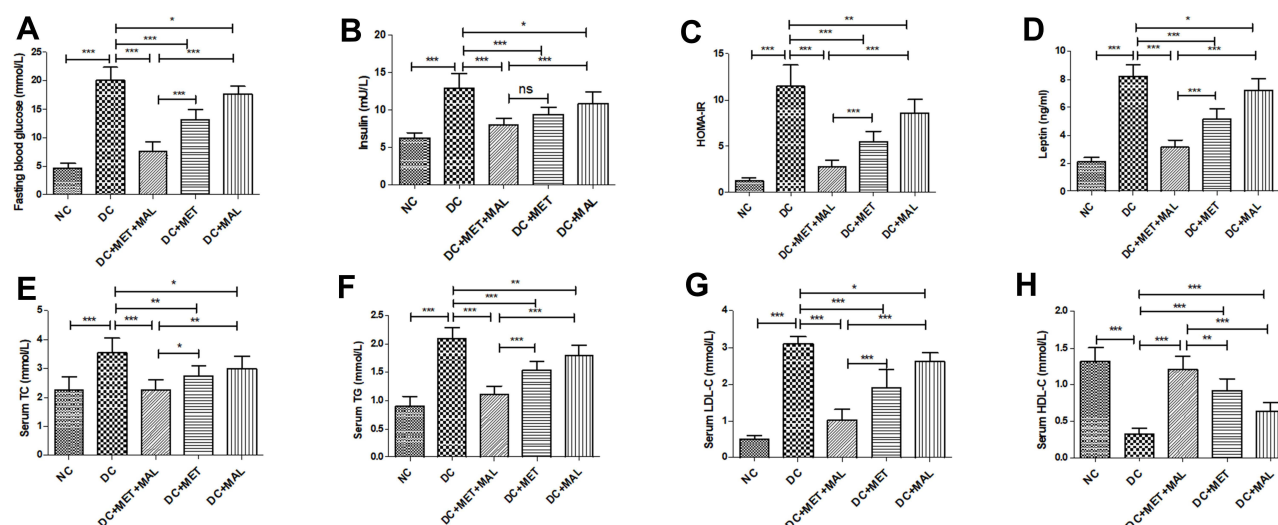 A
Fasting blood glucose (mmol/L)
25
20
15
10
5
0
*
***
*** *** ***
***
NC
DC
DC+MET+MAL
DC+MET
DC+MAL
B
Insulin (mU/L)
20
15
10
5
0
*
***
*** *** ***
ns
NC
DC
DC+MET+MAL
DC+MET
DC+MAL
C
HOMA-IR
15
10
5
0
**
***
*** *** ***
***
NC
DC
DC+MET+MAL
DC+MET
DC+MAL
D
Leptin (ng/ml)
10
8
6
4
2
0
*
***
*** *** ***
***
NC
DC
DC+MET+MAL
DC+MET
DC+MAL
E
Serum TC (mmol/L)
5
4
3
2
1
0
*
**
*** *** **
*
NC
DC
DC+MET+MAL
DC+MET
DC+MAL
F
Serum TG (mmol/L)
2.5
2.0
1.5
1.0
0.5
0.0
**
***
*** *** ***
***
NC
DC
DC+MET+MAL
DC+MET
DC+MAL
G
Serum LDL-C (mmol/L)
4
3
2
1
0
*
***
*** *** ***
***
NC
DC
DC+MET+MAL
DC+MET
DC+MAL
H
Serum HDL-C (mmol/L)
2.0
1.5
1.0
0.5
0.0
***
***
***
*** *** **
NC
DC
DC+MET+MAL
DC+MET
DC+MAL